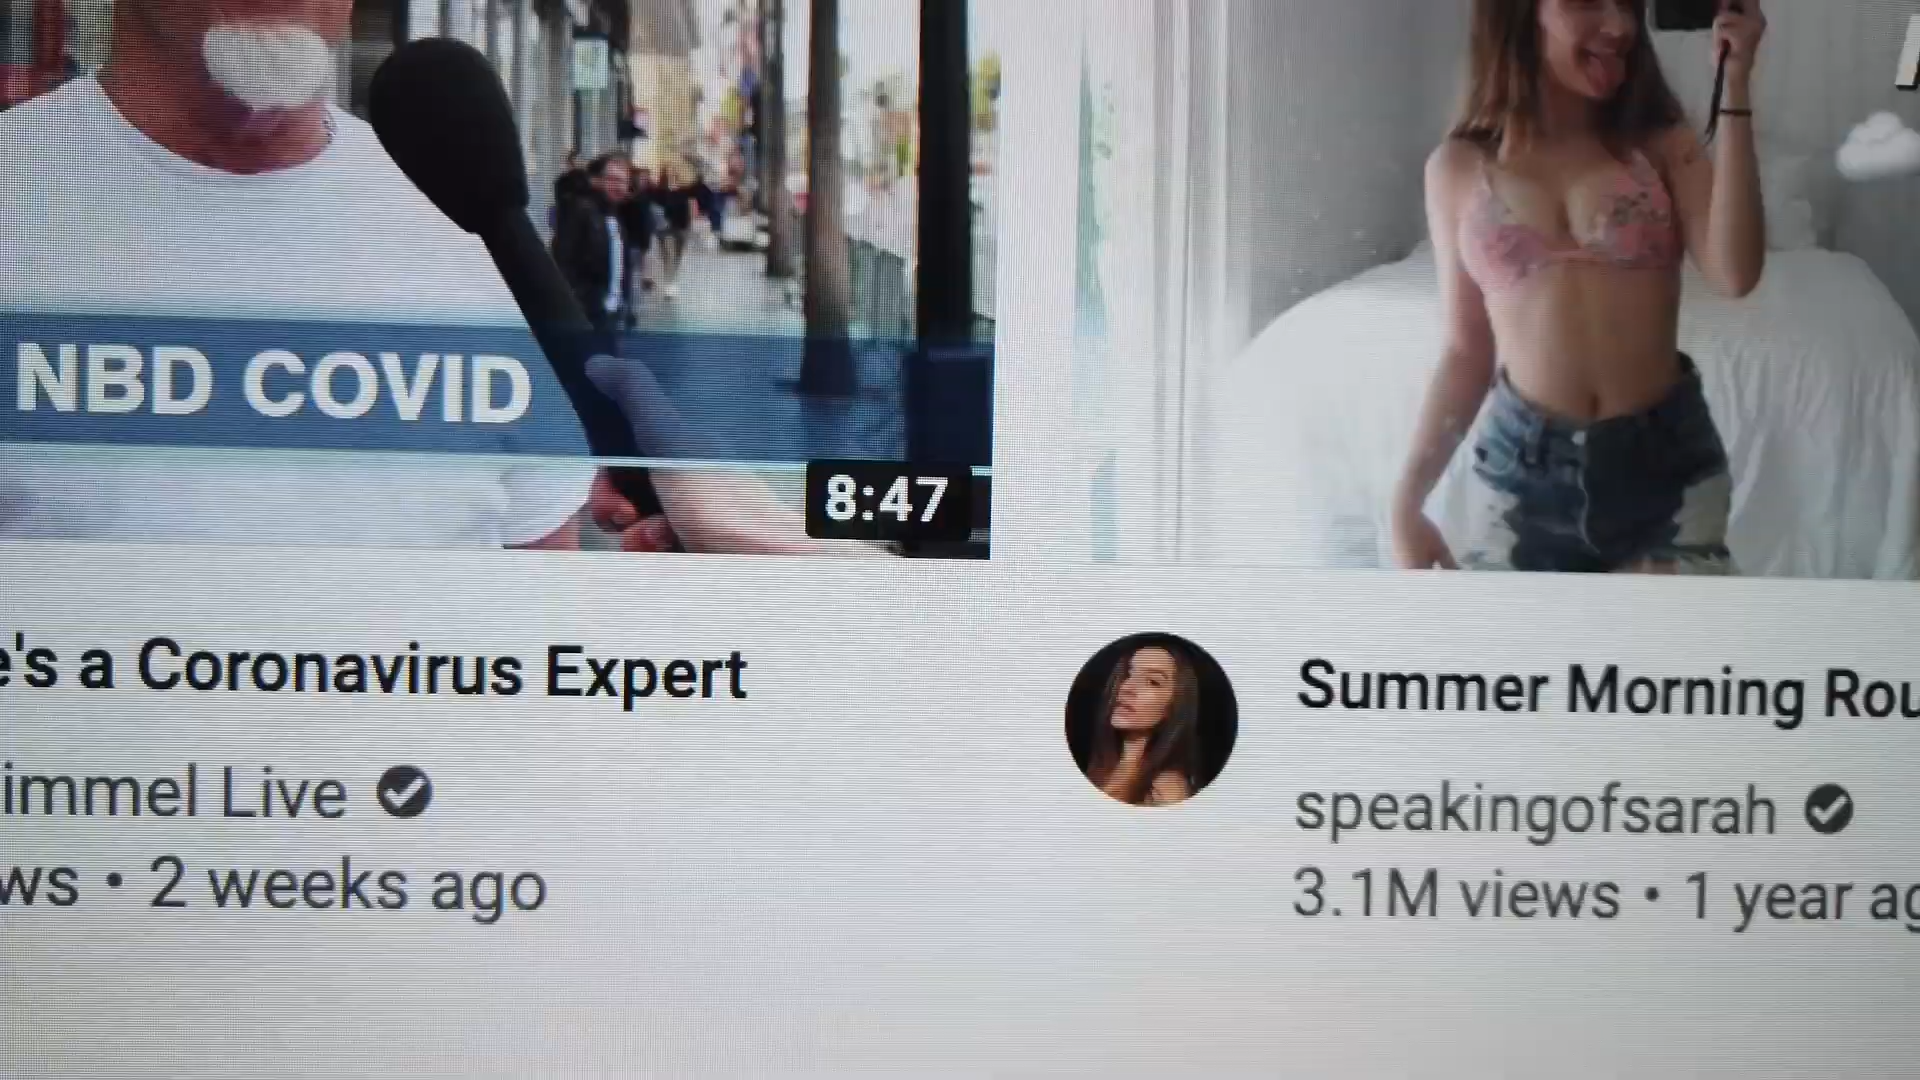 NBD COVID
8:47
e's a Coronavirus Expert
immel Live
ws • 2 weeks ago
Summer Morning Rou
speakingofsarah
3.1M views • 1 year ag